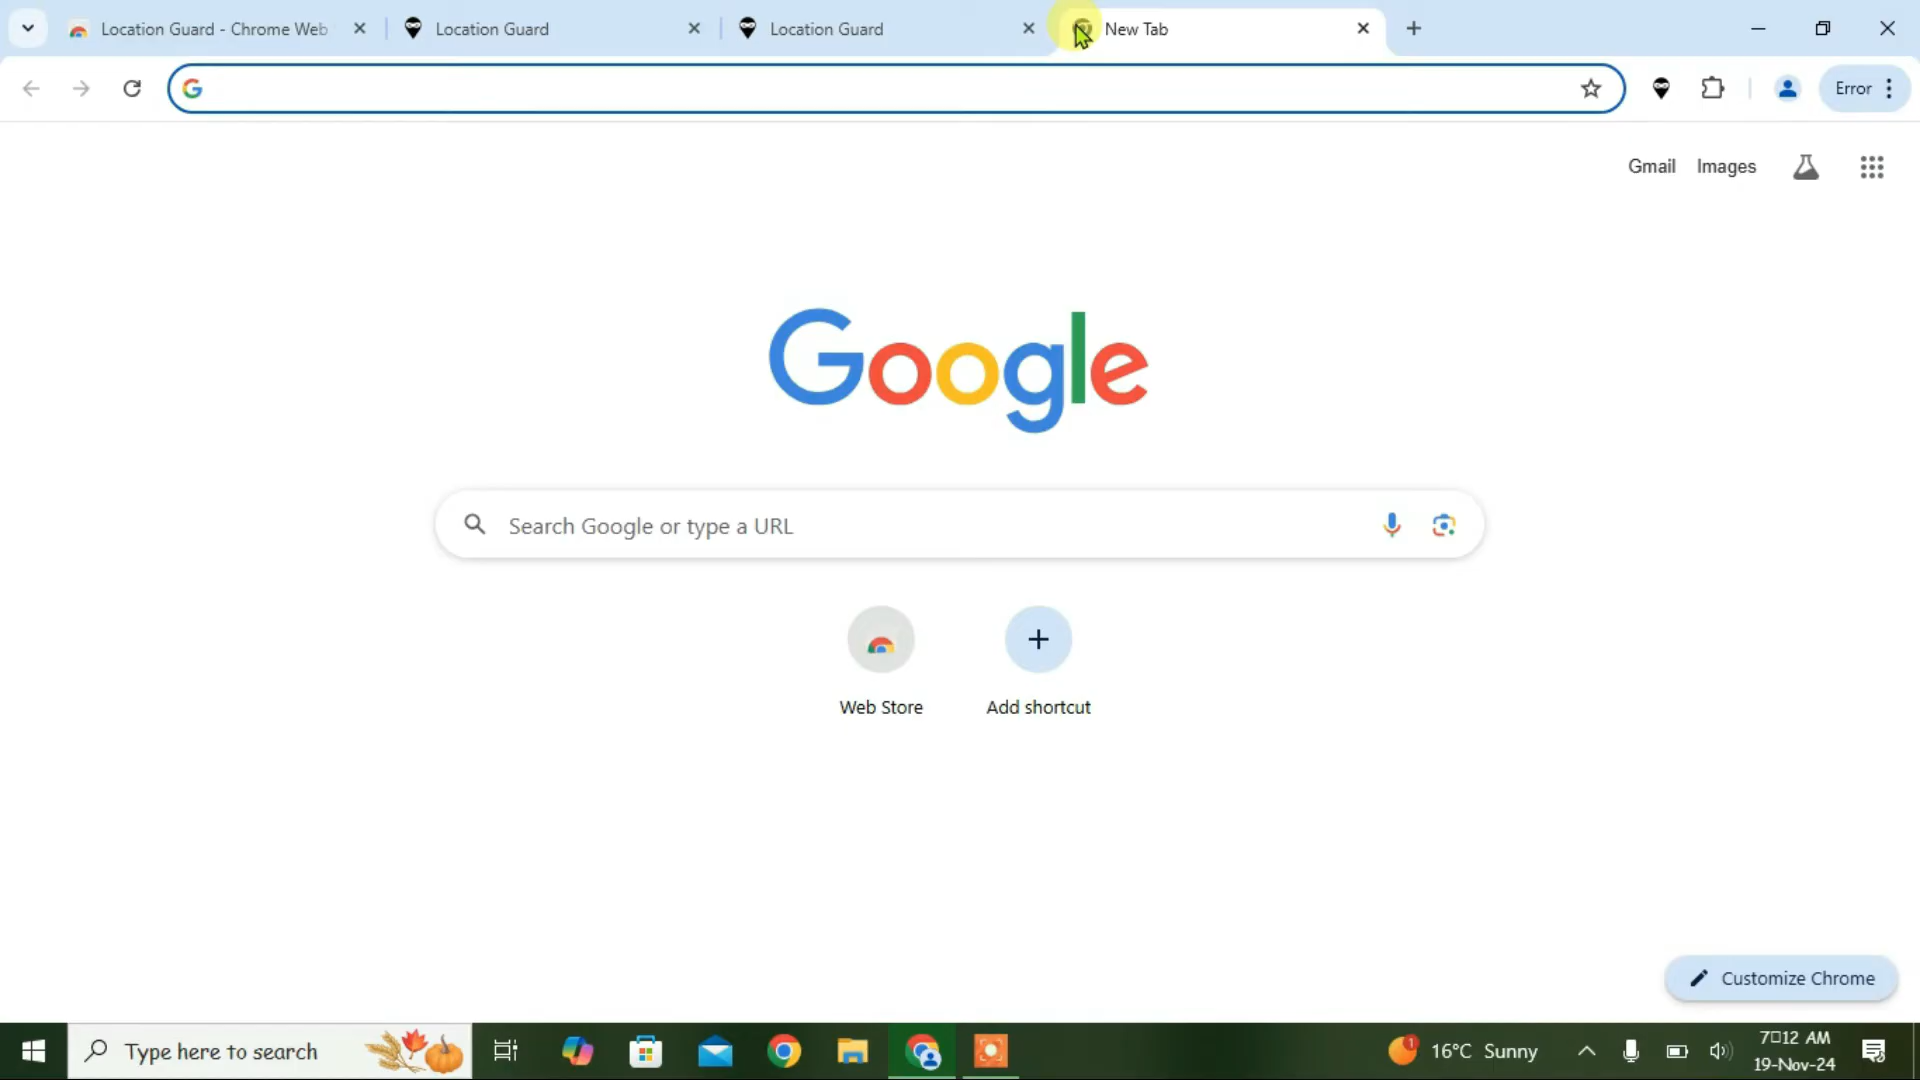 Location Guard - Chrome Web
Location Guard
Location Guard
New Tab
Error
Gmail
Images
Google
Search Google or type a URL
Web Store
Add shortcut
Customize Chrome
Type here to search
1
16°C Sunny
7□12 AM
19-Nov-24